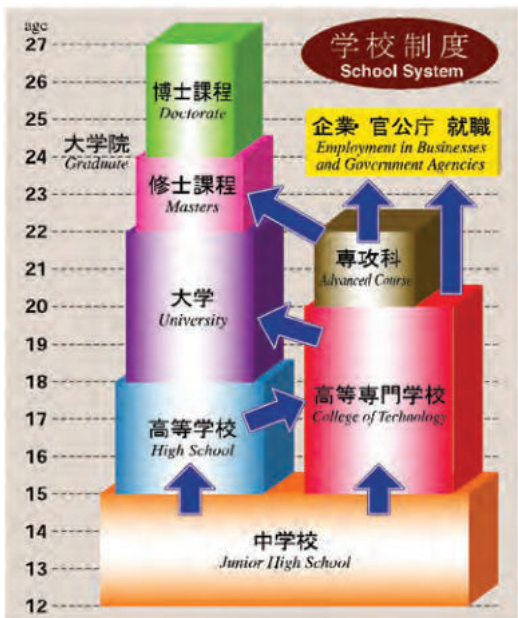 age
27
26
25
24
23
22
21
20
19
18
17
16
15
14
13
12
学校制度
School System
博士課程
Doctorate
大学院
Graduate
修士課程
Masters
企業・官公庁 就職
Employment in Businesses
and Government Agencies
専攻科
Advanced Course
大学
University
高等学校
High School
高等専門学校
College of Technology
中学校
Junior High School